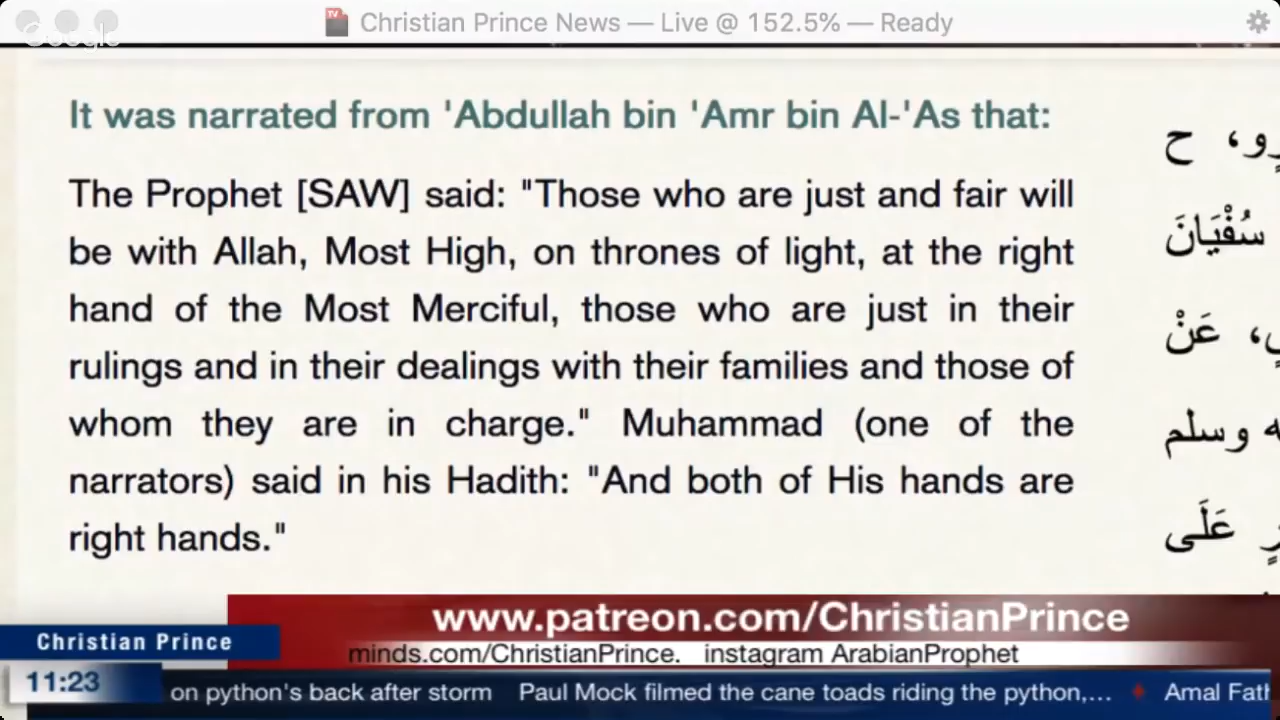 Christian Prince News — Live @ 152.5% — Ready
Google
It was narrated from 'Abdullah bin 'Amr bin Al-'As that:
The Prophet [SAW] said: "Those who are just and fair will
be with Allah, Most High, on thrones of light, at the right
hand of the Most Merciful, those who are just in their
rulings and in their dealings with their families and those of
whom they are in charge." Muhammad (one of the
narrators) said in his Hadith: "And both of His hands are
right hands."
ح
سُفْيَانَ
عَنْ
وسلم
عَلَى
www.patreon.com/ChristianPrince
minds.com/ChristianPrince. instagram ArabianProphet
Christian Prince
11:23
on python's back after storm Paul Mock filmed the cane toads riding the python,... Amal